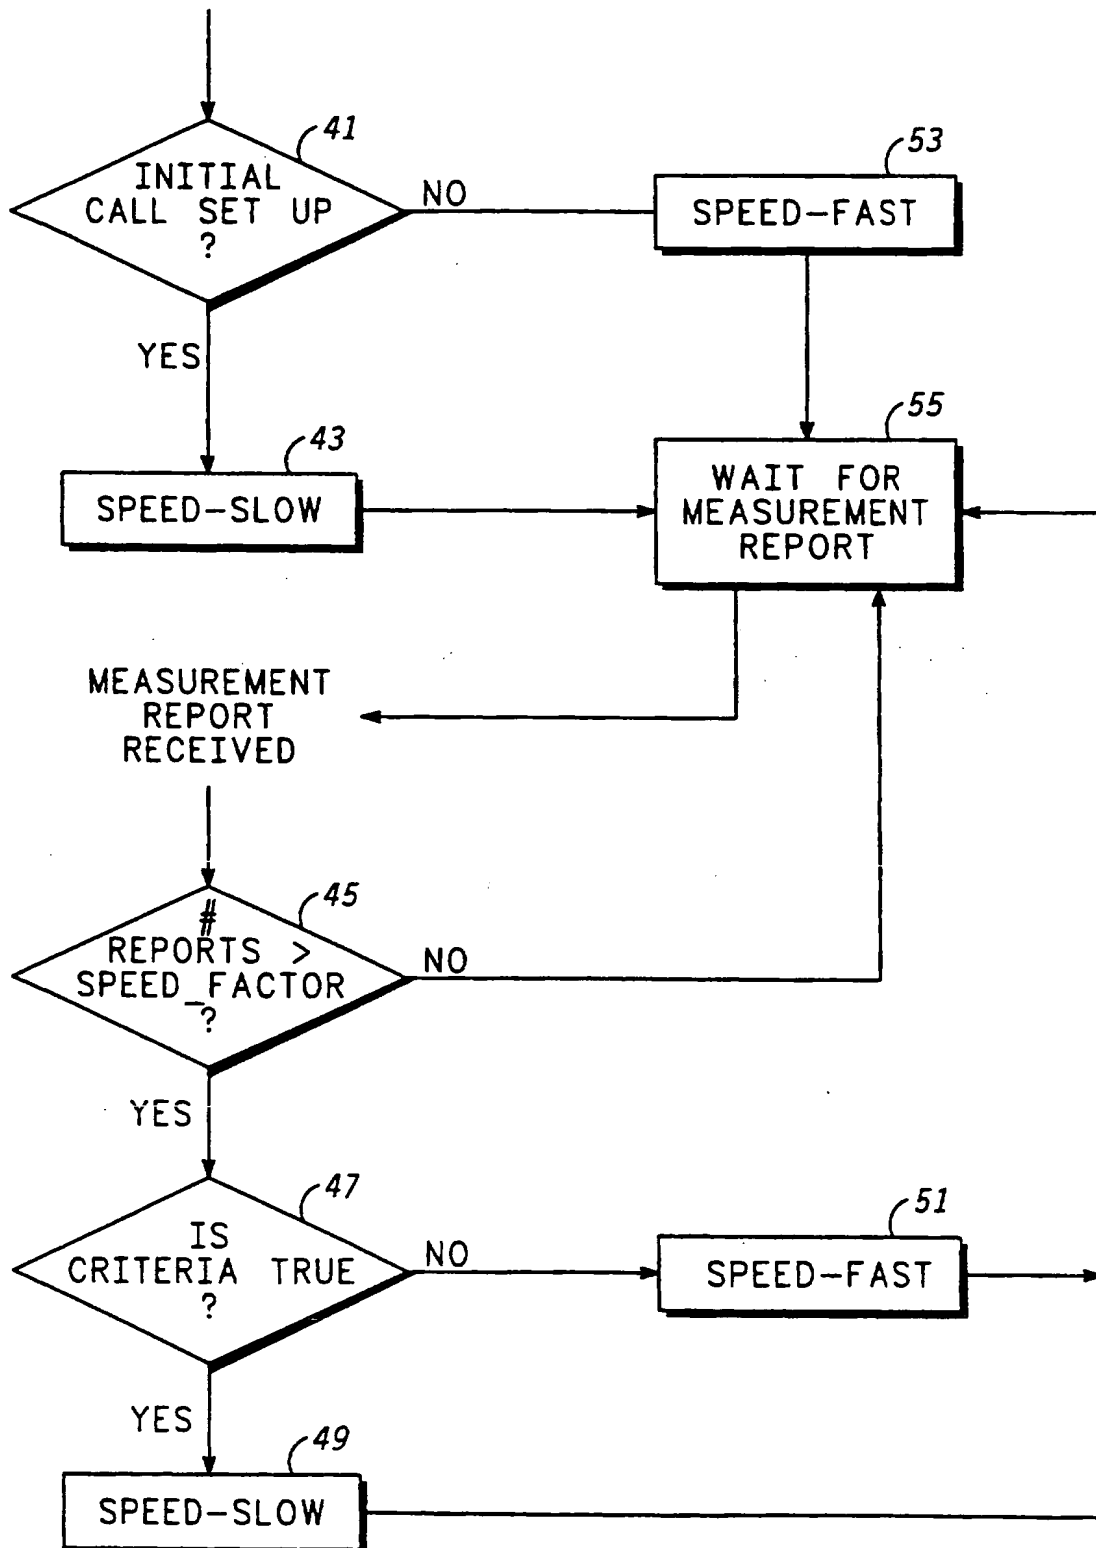 41
INITIAL
CALL SET UP
?
NO
53
SPEED-FAST
YES
43
SPEED-SLOW
55
WAIT FOR
MEASUREMENT
REPORT
MEASUREMENT
REPORT
RECEIVED
45
#
REPORTS >
SPEED_FACTOR
?
NO
YES
47
IS
CRITERIA TRUE
?
NO
51
SPEED-FAST
YES
49
SPEED-SLOW